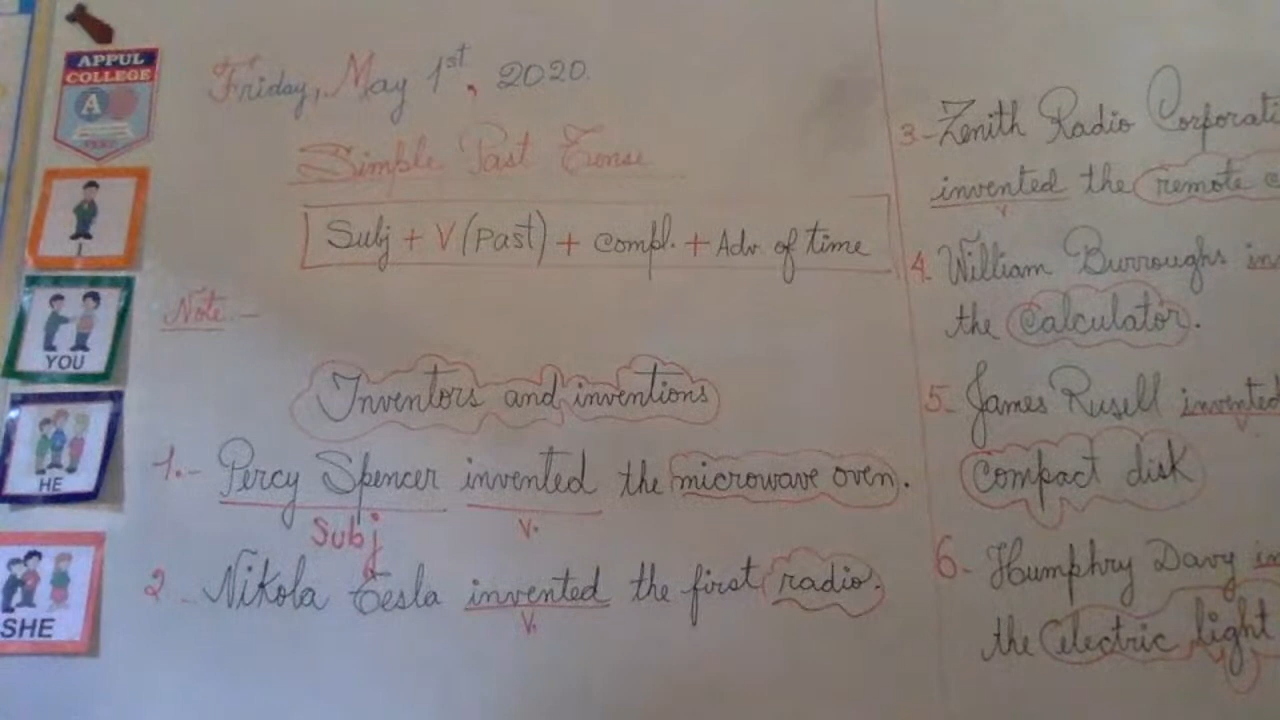 APPUL
COLLEGE
A
I
YOU
HE
SHE
Friday, May 1st, 2020.
Simple Past Tense
Subj + V (Past) + Compl. + Adv. of time
Note.-
Inventors and inventions
1.- Percy Spencer invented the microwave oven.
Subj V.
2- Nikola Tesla invented the first radio.
V.
3-Zenith Radio Corporati
invented the remote c
V
4. William Burroughs in
the Calculator.
5- James Rusell invented
V
Compact disk
6- Humphry Davy in
the electric light